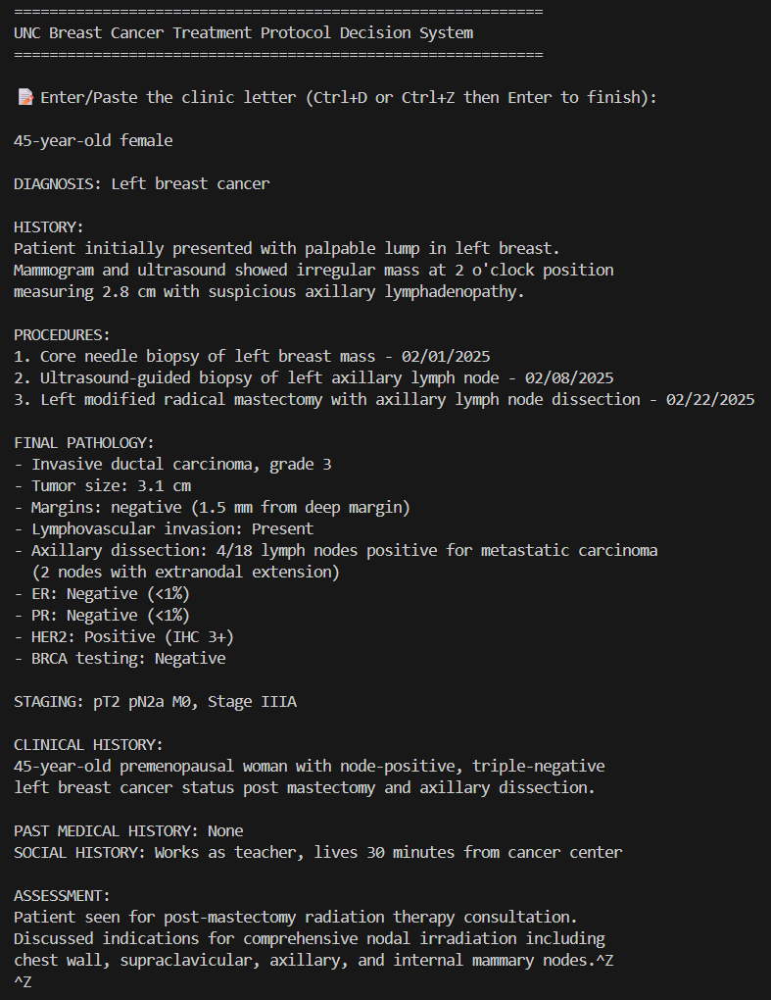 ============================================================
UNC Breast Cancer Treatment Protocol Decision System
============================================================
📝 Enter/Paste the clinic letter (Ctrl+D or Ctrl+Z then Enter to finish):
45-year-old female
DIAGNOSIS: Left breast cancer
HISTORY:
Patient initially presented with palpable lump in left breast.
Mammogram and ultrasound showed irregular mass at 2 o'clock position
measuring 2.8 cm with suspicious axillary lymphadenopathy.
PROCEDURES:
1. Core needle biopsy of left breast mass - 02/01/2025
2. Ultrasound-guided biopsy of left axillary lymph node - 02/08/2025
3. Left modified radical mastectomy with axillary lymph node dissection - 02/22/2025
FINAL PATHOLOGY:
- Invasive ductal carcinoma, grade 3
- Tumor size: 3.1 cm
- Margins: negative (1.5 mm from deep margin)
- Lymphovascular invasion: Present
- Axillary dissection: 4/18 lymph nodes positive for metastatic carcinoma
(2 nodes with extranodal extension)
- ER: Negative (<1%)
- PR: Negative (<1%)
- HER2: Positive (IHC 3+)
- BRCA testing: Negative
STAGING: pT2 pN2a M0, Stage IIIA
CLINICAL HISTORY:
45-year-old premenopausal woman with node-positive, triple-negative
left breast cancer status post mastectomy and axillary dissection.
PAST MEDICAL HISTORY: None
SOCIAL HISTORY: Works as teacher, lives 30 minutes from cancer center
ASSESSMENT:
Patient seen for post-mastectomy radiation therapy consultation.
Discussed indications for comprehensive nodal irradiation including
chest wall, supraclavicular, axillary, and internal mammary nodes.^Z
^Z